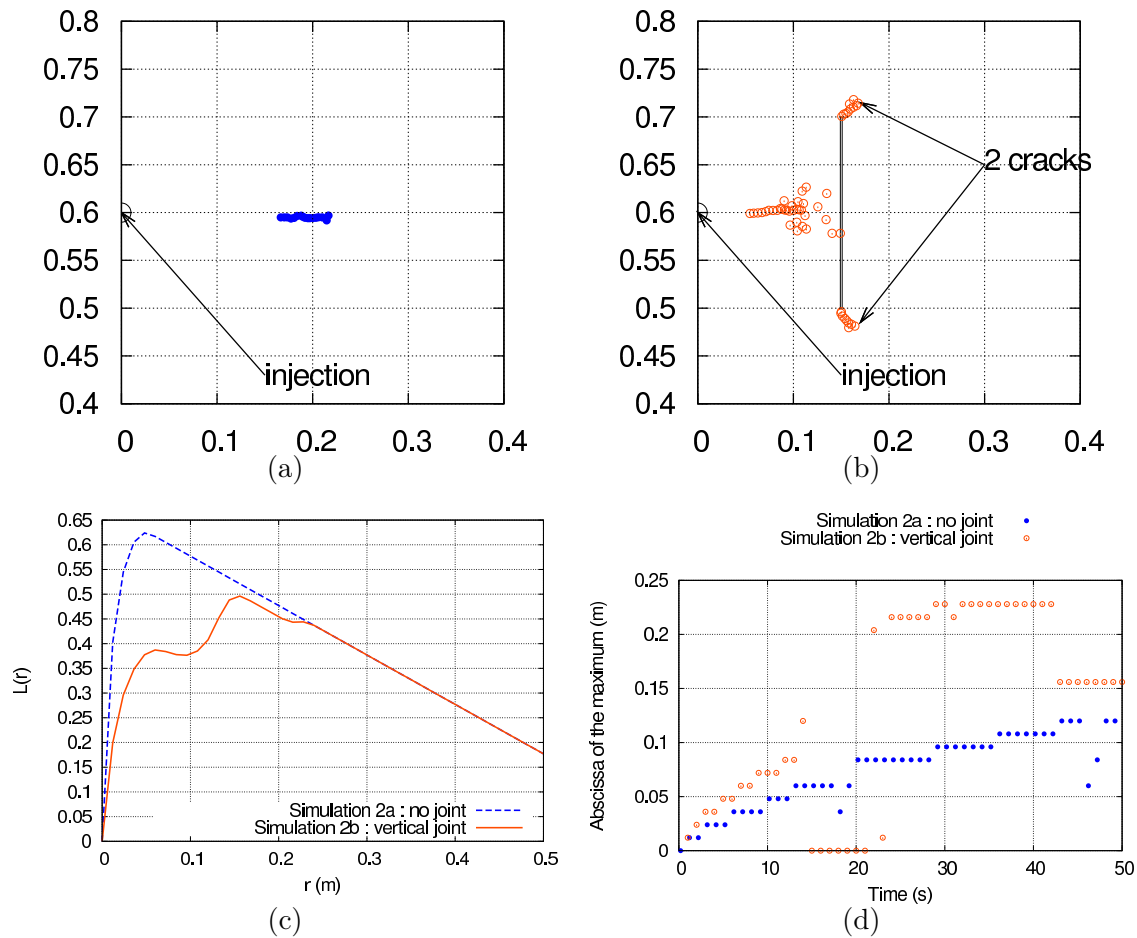 0.8
0.75
0.7
0.65
0.6
0.55
0.5
0.45
0.4
injection
0 0.1 0.2 0.3 0.4
(a)
0.8
0.75
0.7
0.65
0.6
0.55
0.5
0.45
0.4
2 cracks
injection
0 0.1 0.2 0.3 0.4
(b)
0.65
0.6
0.55
0.5
0.45
0.4
0.35
0.3
0.25
0.2
0.15
0.1
0.05
0
L(r)
Simulation 2a : no joint
Simulation 2b : vertical joint
0 0.1 0.2 0.3 0.4 0.5
r (m)
(c)
Simulation 2a : no joint
Simulation 2b : vertical joint
0.25
0.2
0.15
0.1
0.05
0
Abscissa of the maximum (m)
0 10 20 30 40 50
Time (s)
(d)